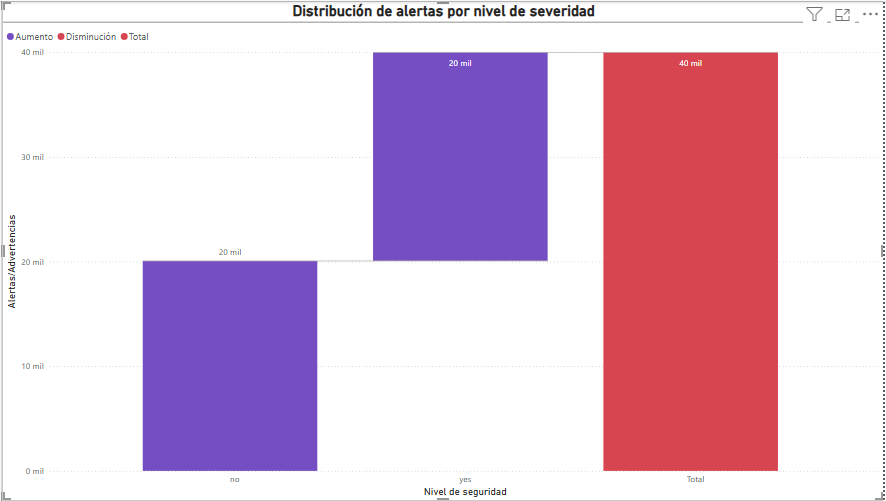 Distribución de alertas por nivel de severidad
Aumento Disminución Total
40 mil
30 mil
20 mil
10 mil
0 mil
Alertas/Advertencias
20 mil
20 mil
40 mil
no
yes
Total
Nivel de seguridad